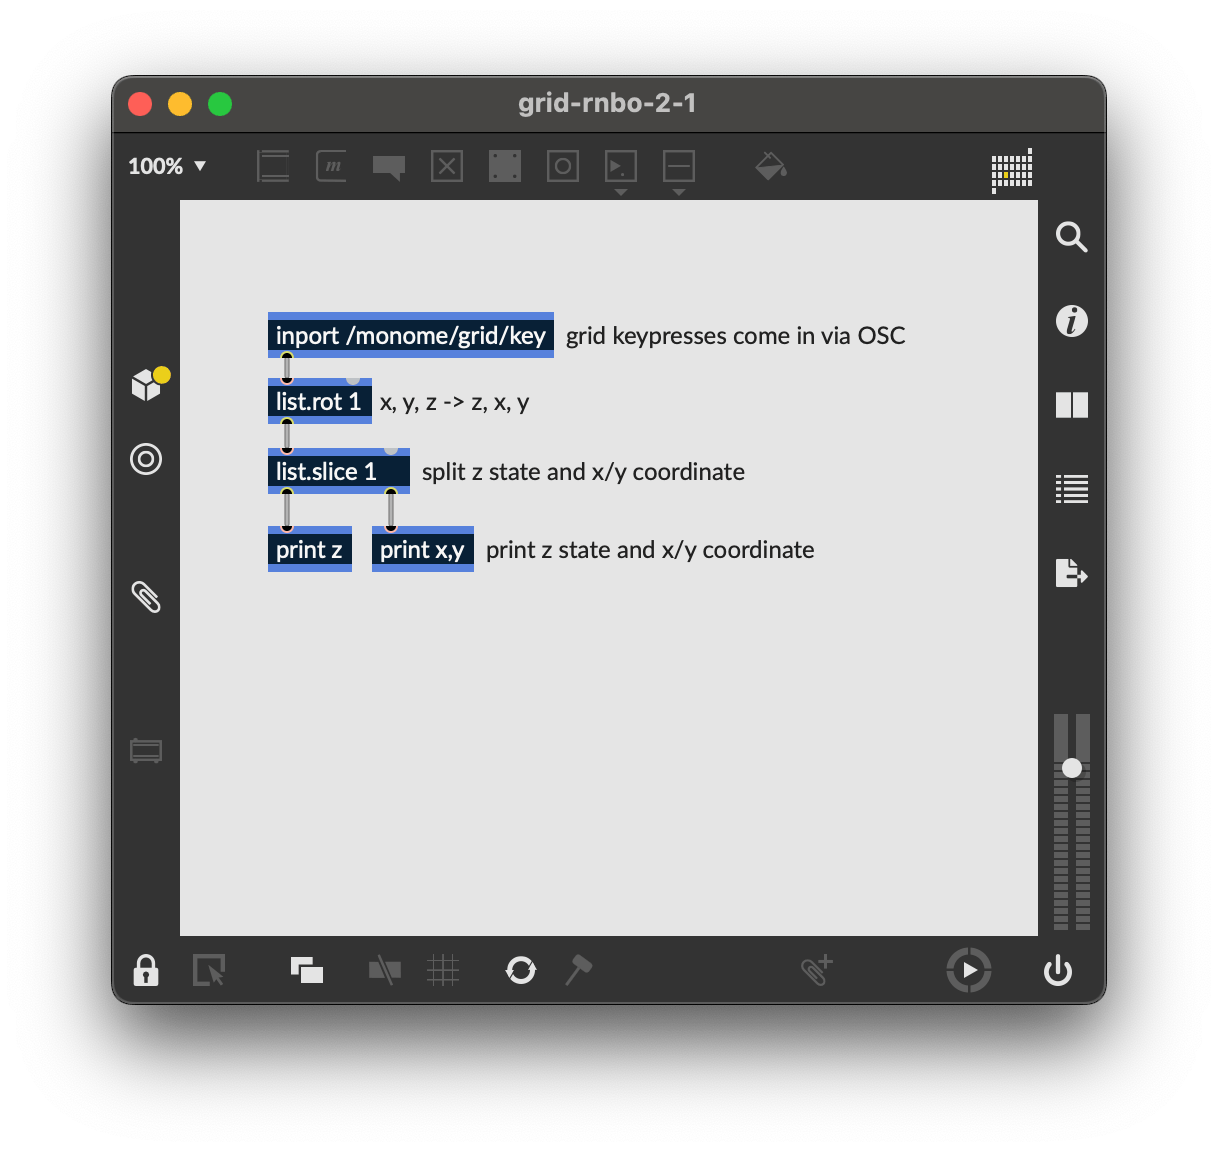 grid-rnbo-2-1
100%
m
inport /monome/grid/key grid keypresses come in via OSC
list.rot 1 x, y, z -> z, x, y
list.slice 1 split z state and x/y coordinate
print z print x,y print z state and x/y coordinate